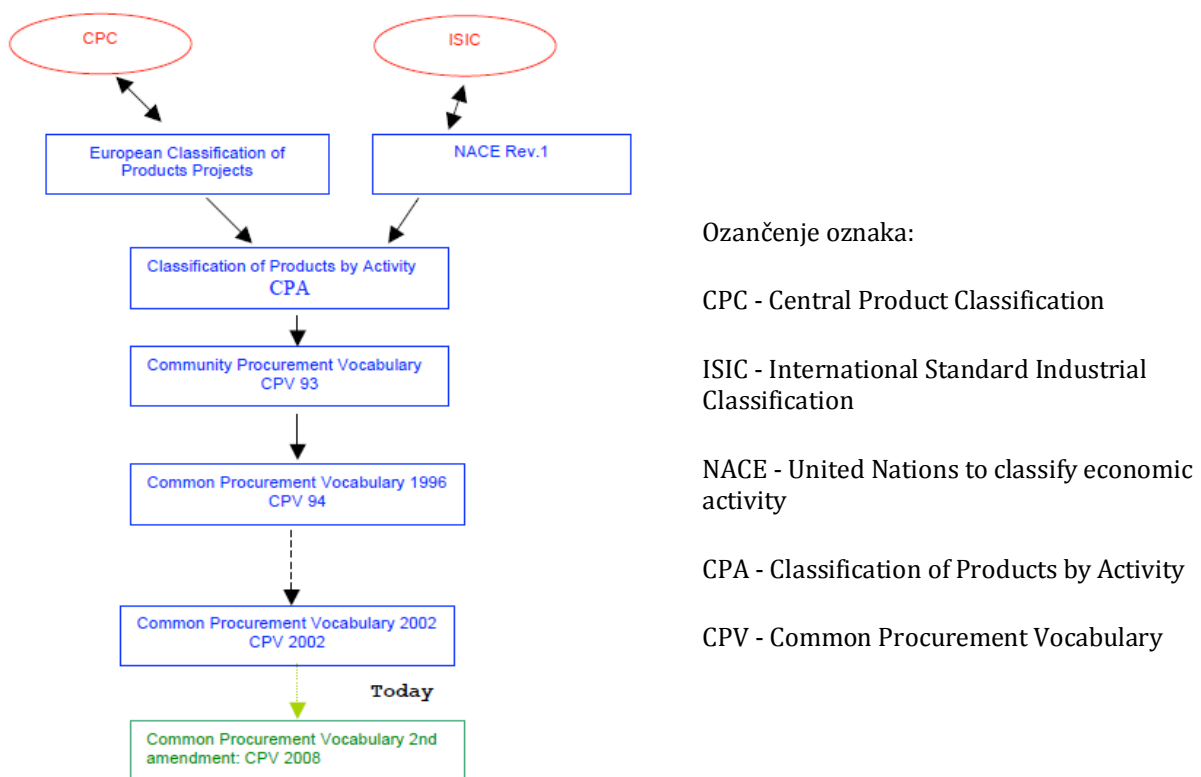 CPC
ISIC
European Classification of
Products Projects
NACE Rev.1
Classification of Products by Activity
CPA
Community Procurement Vocabulary
CPV 93
Common Procurement Vocabulary 1996
CPV 94
Common Procurement Vocabulary 2002
CPV 2002
Today
Common Procurement Vocabulary 2nd
amendment: CPV 2008
Ozančenje oznaka:
CPC - Central Product Classification
ISIC - International Standard Industrial
Classification
NACE - United Nations to classify economic
activity
CPA - Classification of Products by Activity
CPV - Common Procurement Vocabulary